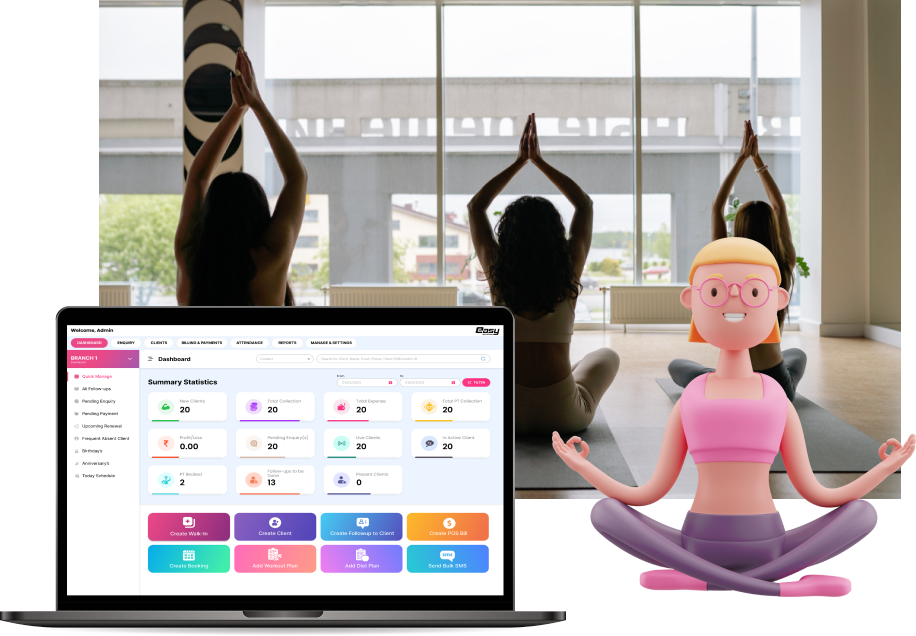 Welcome, Admin
easy
DASHBOARD ENQUIRY CLIENTS BILLING & PAYMENTS ATTENDANCE REPORTS MANAGE & SETTINGS
BRANCH 1
Dashboard
Contact
Summary Statistics
From
To
FILTER
Quick Manage
All Follow-ups
Pending Enquiry
Pending Payment
Upcoming Renewal
Frequent Absent Client
Birthday's
Anniversary's
Today Schedule
New Clients
20
Total Collection
20
Total Expense
20
Total PT Collection
20
Profit/Loss
0.00
Pending Enquiry(s)
20
Live Clients
20
In Active Client
20
PT Revised
2
Follow-ups to be
Done
13
Present Clients
0
Create Walk-In
Create Client
Create Followup to Client
Create POS Bill
Create Booking
Add Workout Plan
Add Diet Plan
Send Bulk SMS